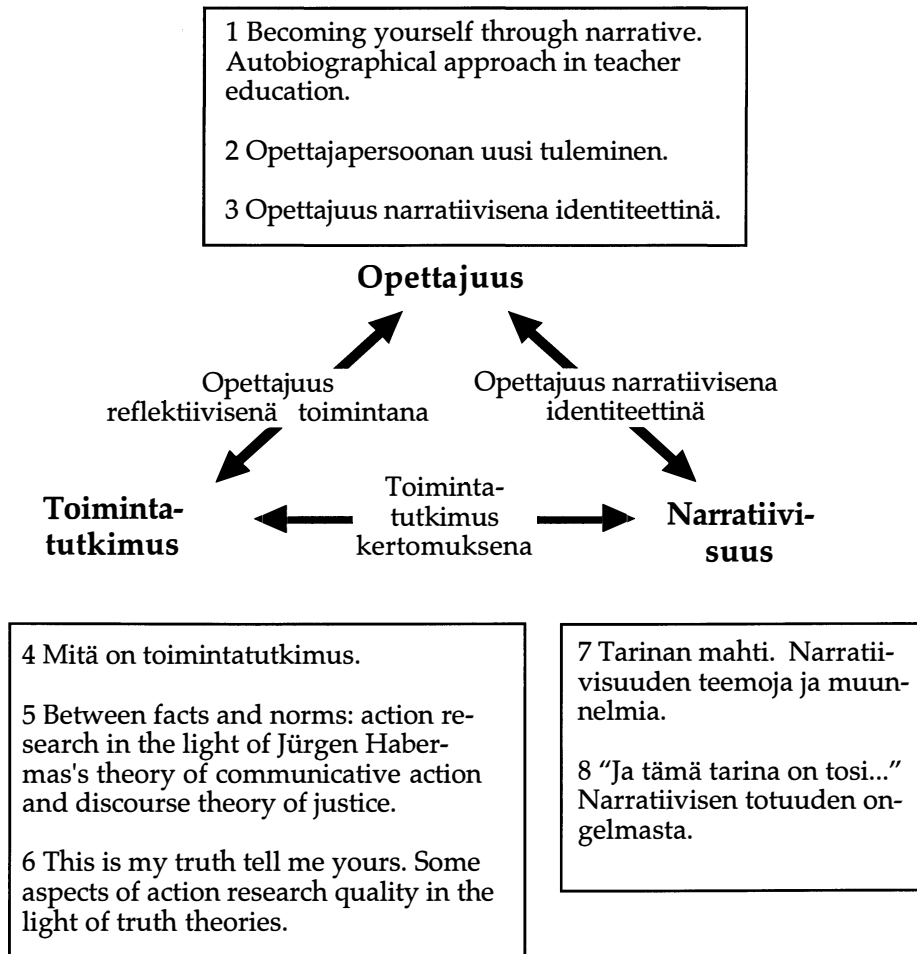 1 Becoming yourself through narrative.
Autobiographical approach in teacher
education.
2 Opettajapersoonan uusi tuleminen.
3 Opettajuus narratiivisena identiteettinä.
Opettajuus
Opettajuus
reflektiivisenä toimintana
Opettajuus narratiivisena
identiteettinä
Toiminta-
tutkimus
Toiminta-
tutkimus
kertomuksena
Narratiivi-
suus
4 Mitä on toimintatutkimus.
5 Between facts and norms: action re-
search in the light of Jürgen Haber-
mas's theory of communicative action
and discourse theory of justice.
6 This is my truth tell me yours. Some
aspects of action research quality in the
light of truth theories.
7 Tarinan mahti. Narratii-
visuuden teemoja ja muun-
nelmia.
8 “Ja tämä tarina on tosi...”
Narratiivisen totuuden on-
gelmasta.